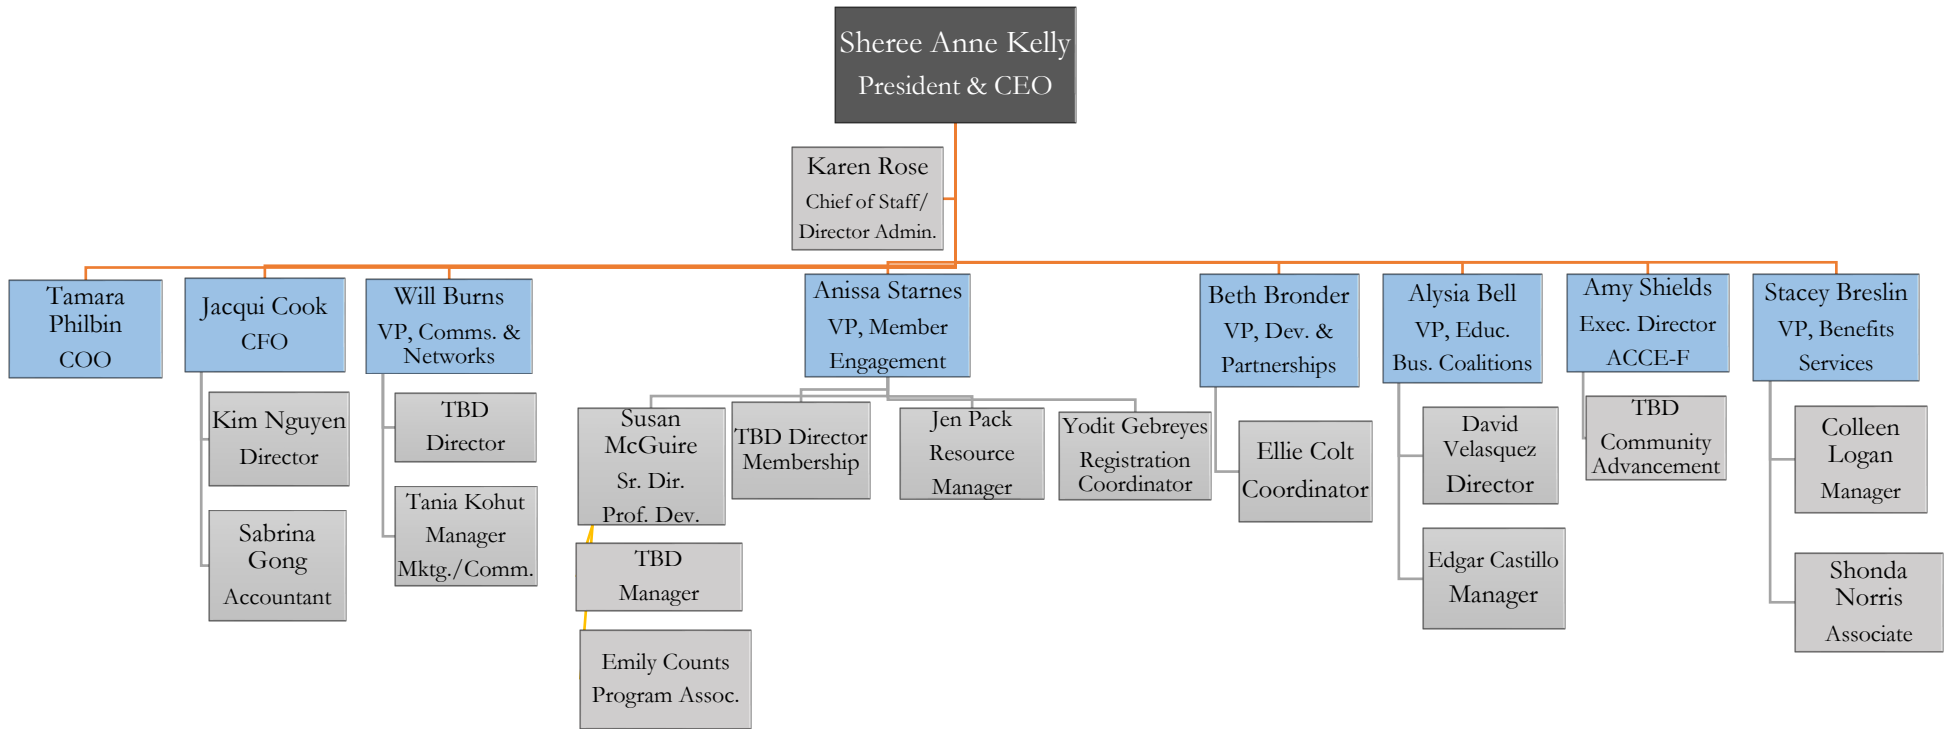 Sheree Anne Kelly
President & CEO
Karen Rose
Chief of Staff/
Director Admin.
Tamara
Philbin
COO
Jacqui Cook
CFO
Will Burns
VP, Comms. &
Networks
Anissa Starnes
VP, Member
Engagement
Beth Bronder
VP, Dev. &
Partnerships
Alysia Bell
VP, Educ.
Bus. Coalitions
Amy Shields
Exec. Director
ACCE-F
Stacey Breslin
VP, Benefits
Services
Kim Nguyen
Director
Sabrina
Gong
Accountant
TBD
Director
Tania Kohut
Manager
Mktg./Comm.
Susan
McGuire
Sr. Dir.
Prof. Dev.
TBD
Manager
Emily Counts
Program Assoc.
TBD Director
Membership
Jen Pack
Resource
Manager
Yodit Gebreyes
Registration
Coordinator
Ellie Colt
Coordinator
David
Velasquez
Director
Edgar Castillo
Manager
TBD
Community
Advancement
Colleen
Logan
Manager
Shonda
Norris
Associate